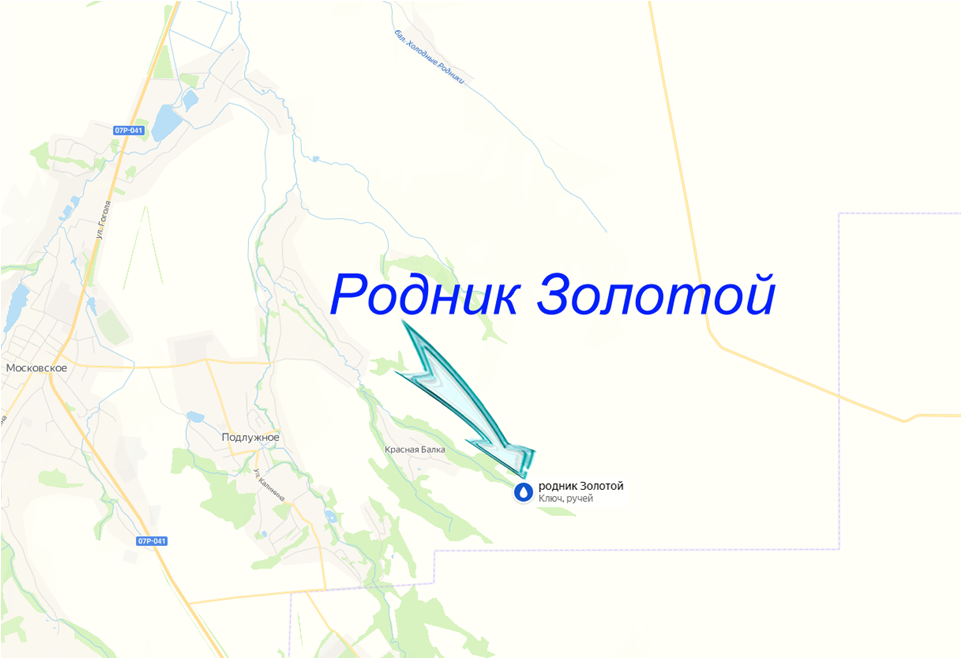 бал. Холодные Родники
07Р-041
ул. Гоголя
Родник Золотой
Московское
Подлужное
Красная Балка
ул. Калинина
родник Золотой
Ключ, ручей
07Р-041